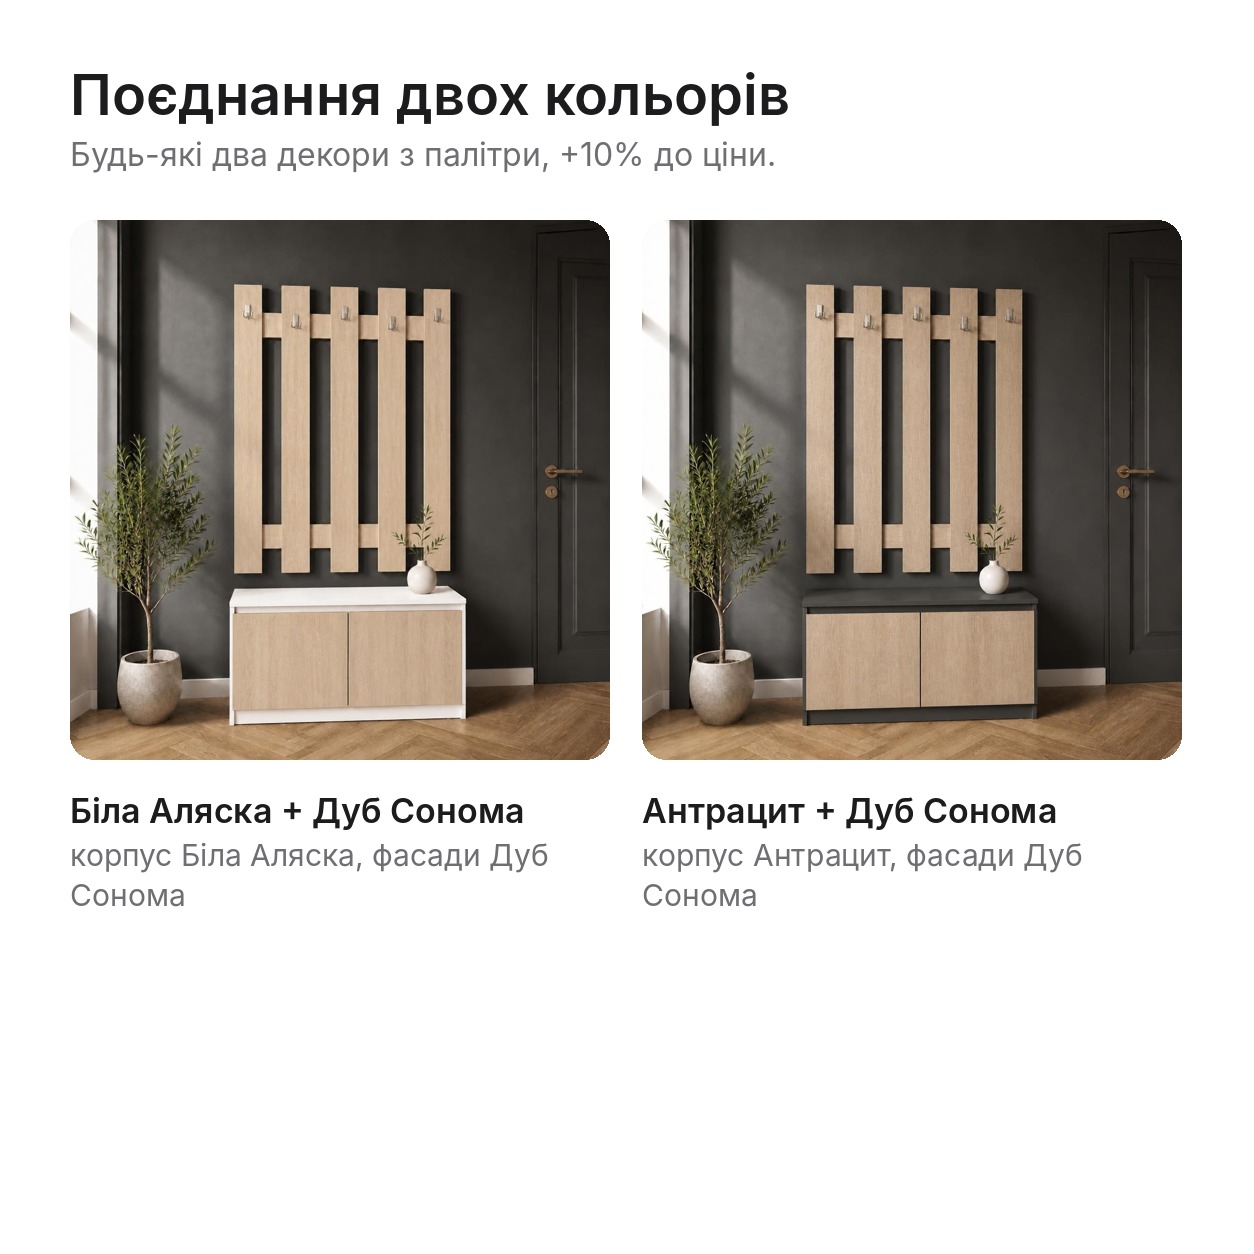 Поєднання двох кольорів
Будь-які два декори з палітри, +10% до ціни.
Біла Аляска + Дуб Сонома
корпус Біла Аляска, фасади Дуб
Сонома
Антрацит + Дуб Сонома
корпус Антрацит, фасади Дуб
Сонома